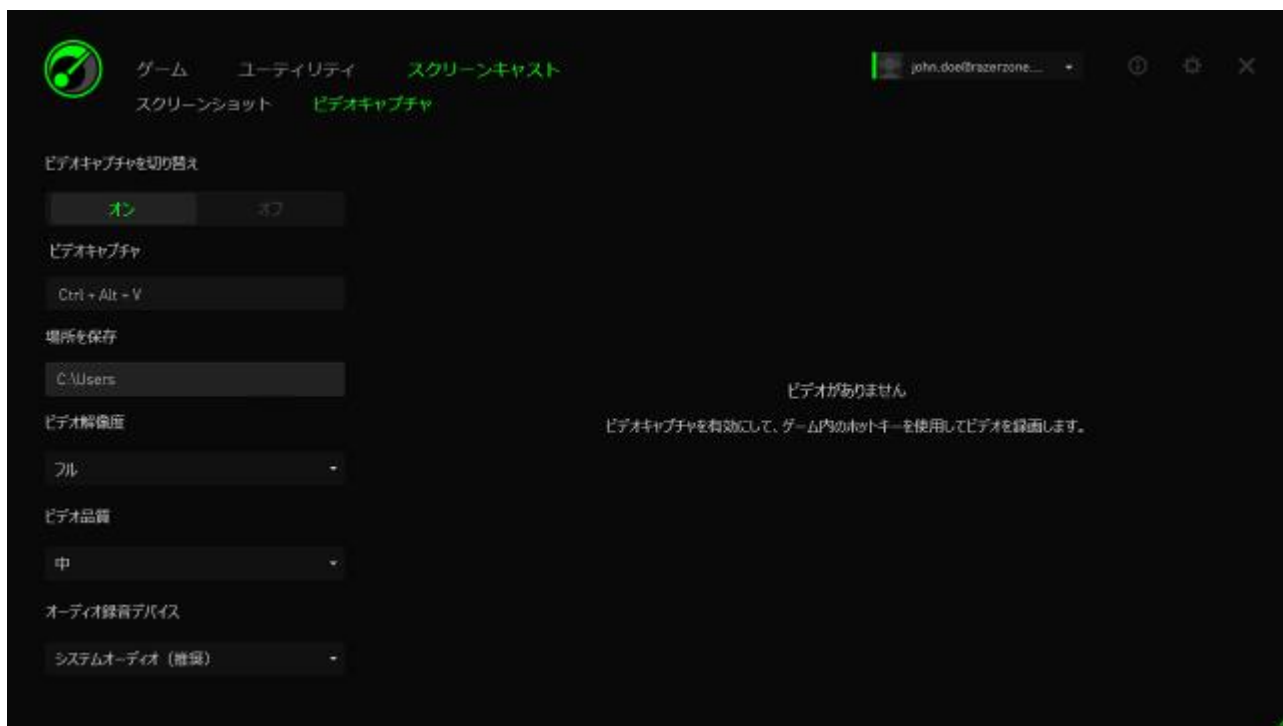 ゲーム ユーティリティ スクリーンキャスト
john.doe@razerzone....
スクリーンショット ビデオキャプチャ
ビデオキャプチャを切り替え
オン オフ
ビデオキャプチャ
Ctrl + Alt + V
場所を保存
C:\Users
ビデオがありません
ビデオキャプチャを有効にして、ゲーム内のホットキーを使用してビデオを録画します。
ビデオ解像度
フル
ビデオ品質
中
オーディオ録音デバイス
システムオーディオ（推奨）